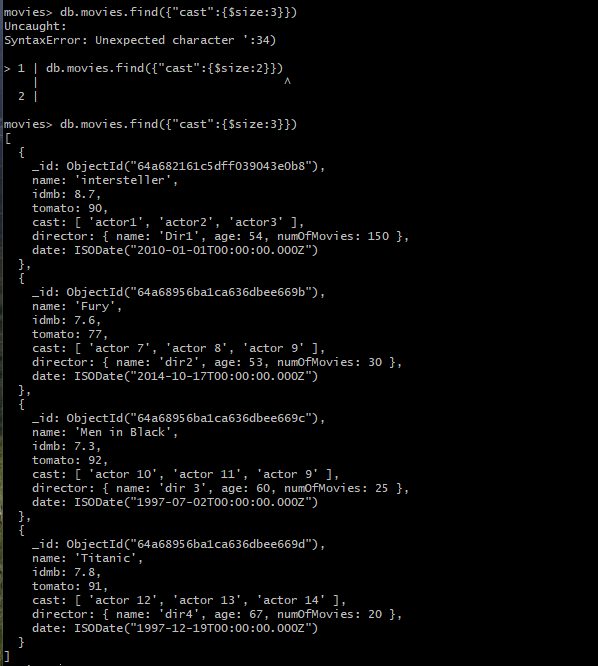 movies> db.movies.find({"cast":{$size:3}})
Uncaught:
SyntaxError: Unexpected character ':34)

> 1 | db.movies.find({"cast":{$size:2}})
    |                                  ^
  2 |

movies> db.movies.find({"cast":{$size:3}})
[
  {
    _id: ObjectId("64a682161c5dff039043e0b8"),
    name: 'intersteller',
    idmb: 8.7,
    tomato: 90,
    cast: [ 'actor1', 'actor2', 'actor3' ],
    director: { name: 'Dir1', age: 54, numOfMovies: 150 },
    date: ISODate("2010-01-01T00:00:00.000Z")
  },
  {
    _id: ObjectId("64a68956ba1ca636dbee669b"),
    name: 'Fury',
    idmb: 7.6,
    tomato: 77,
    cast: [ 'actor 7', 'actor 8', 'actor 9' ],
    director: { name: 'dir2', age: 53, numOfMovies: 30 },
    date: ISODate("2014-10-17T00:00:00.000Z")
  },
  {
    _id: ObjectId("64a68956ba1ca636dbee669c"),
    name: 'Men in Black',
    idmb: 7.3,
    tomato: 92,
    cast: [ 'actor 10', 'actor 11', 'actor 9' ],
    director: { name: 'dir 3', age: 60, numOfMovies: 25 },
    date: ISODate("1997-07-02T00:00:00.000Z")
  },
  {
    _id: ObjectId("64a68956ba1ca636dbee669d"),
    name: 'Titanic',
    idmb: 7.8,
    tomato: 91,
    cast: [ 'actor 12', 'actor 13', 'actor 14' ],
    director: { name: 'dir4', age: 67, numOfMovies: 20 },
    date: ISODate("1997-12-19T00:00:00.000Z")
  }
]